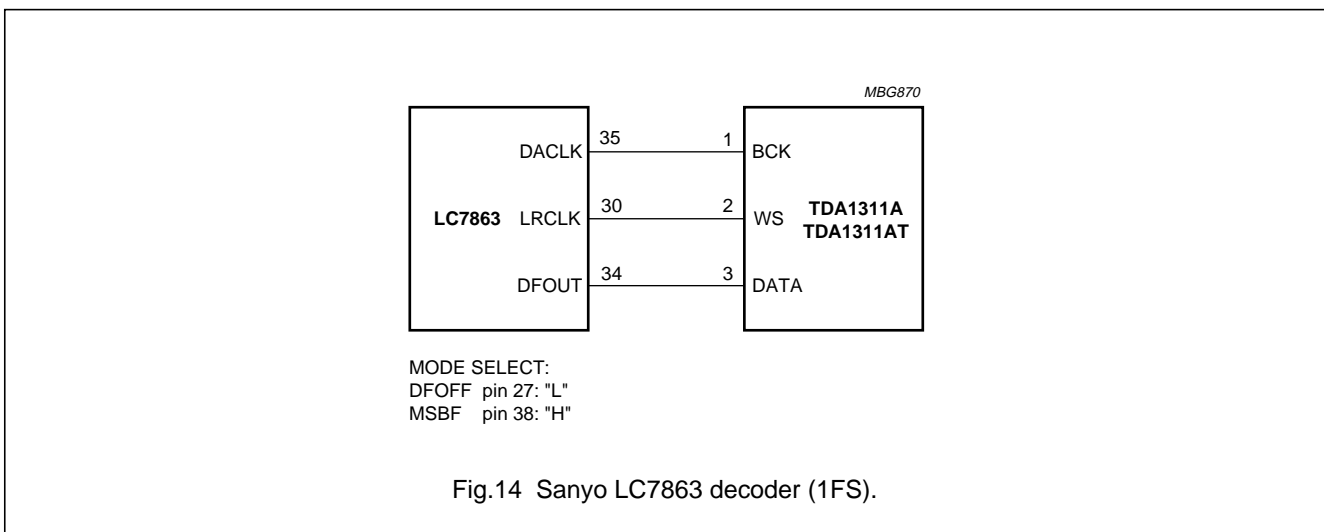 MBG870
DACLK 35 1 BCK
LC7863 LRCLK 30 2 WS TDA1311A
TDA1311AT
DFOUT 34 3 DATA
MODE SELECT:
DFOFF pin 27: "L"
MSBF pin 38: "H"
Fig.14 Sanyo LC7863 decoder (1FS).